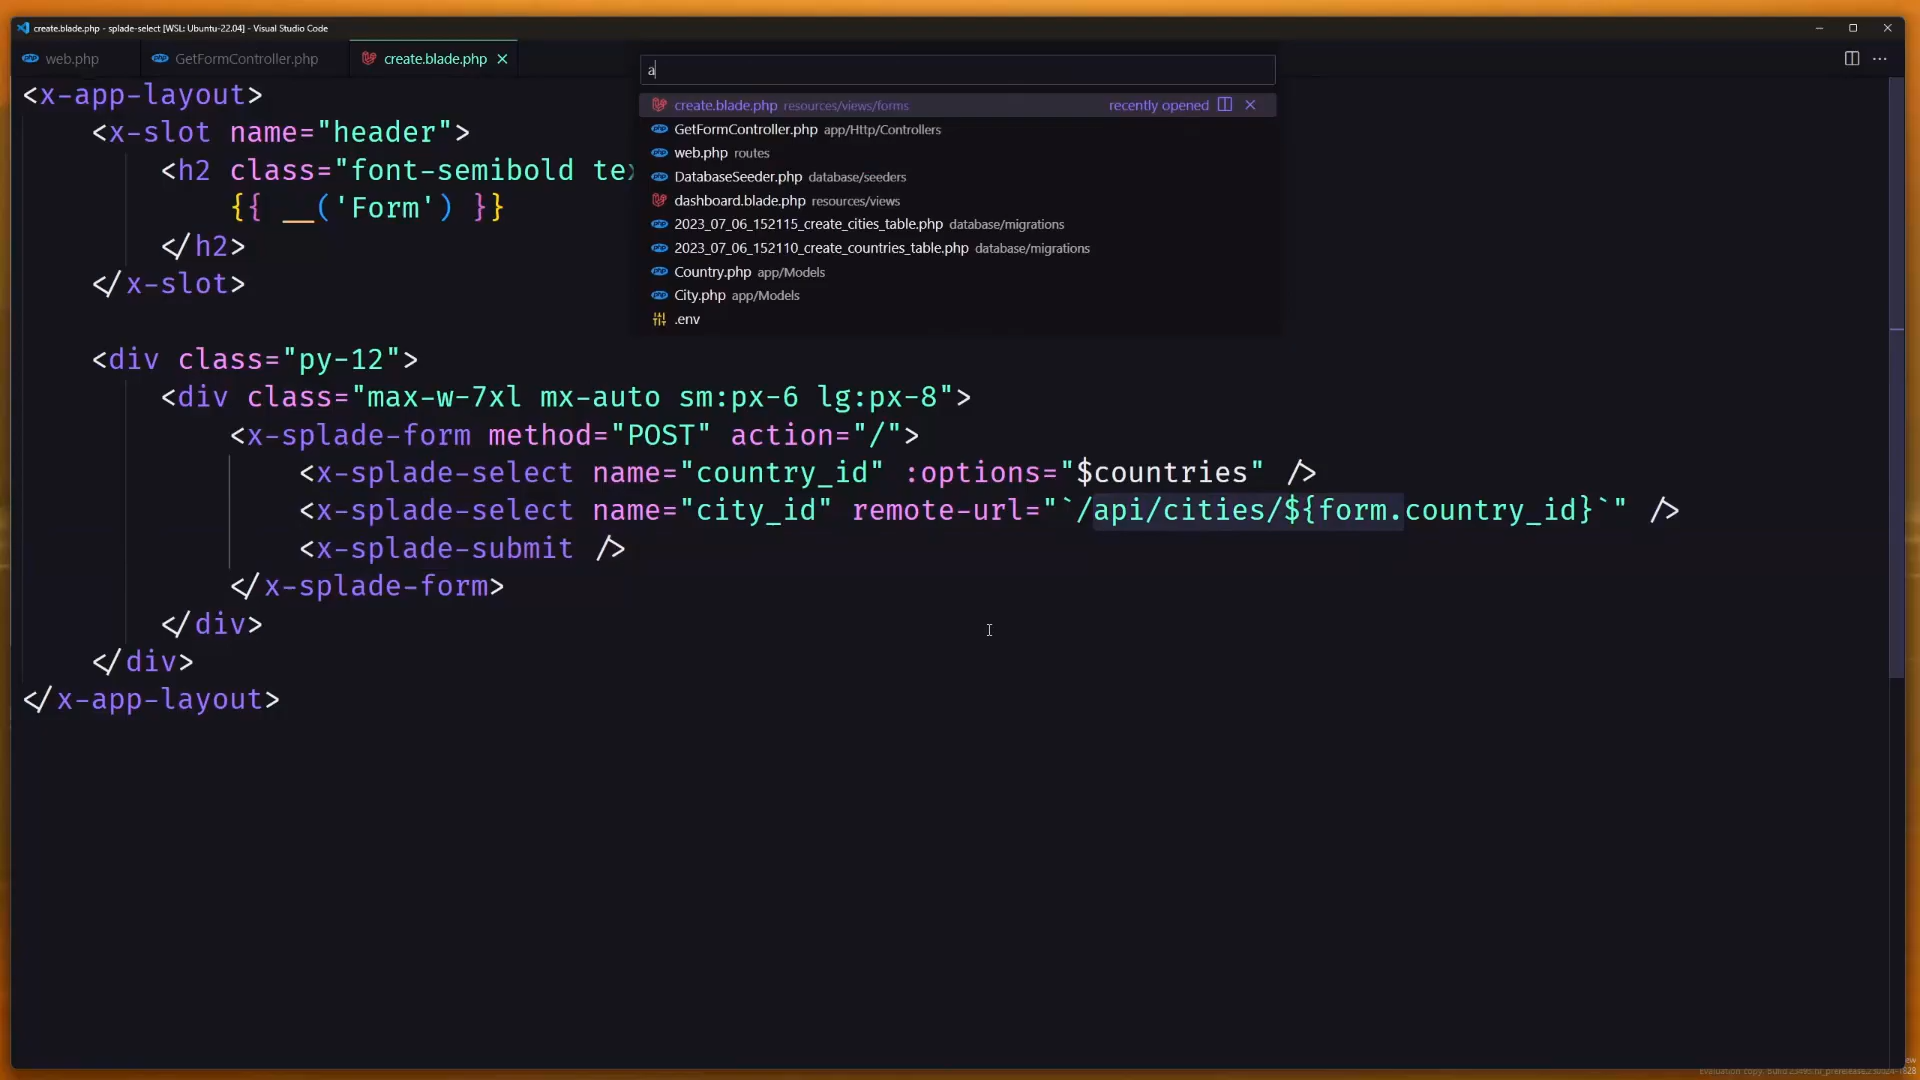 create.blade.php - splade-select [WSL: Ubuntu-22.04] - Visual Studio Code
web.php GetFormController.php create.blade.php
a
create.blade.php resources/views/forms recently opened
GetFormController.php app/Http/Controllers
web.php routes
DatabaseSeeder.php database/seeders
dashboard.blade.php resources/views
2023_07_06_152115_create_cities_table.php database/migrations
2023_07_06_152110_create_countries_table.php database/migrations
Country.php app/Models
City.php app/Models
.env
<x-app-layout>
<x-slot name="header">
<h2 class="font-semibold
{{ __('Form') }}
</h2>
</x-slot>
<div class="py-12">
<div class="max-w-7xl mx-auto sm:px-6 lg:px-8">
<x-splade-form method="POST" action="/">
<x-splade-select name="country_id" :options="$countries" />
<x-splade-select name="city_id" remote-url="`/api/cities/${form.country_id}`" />
<x-splade-submit />
</x-splade-form>
</div>
</div>
</x-app-layout>